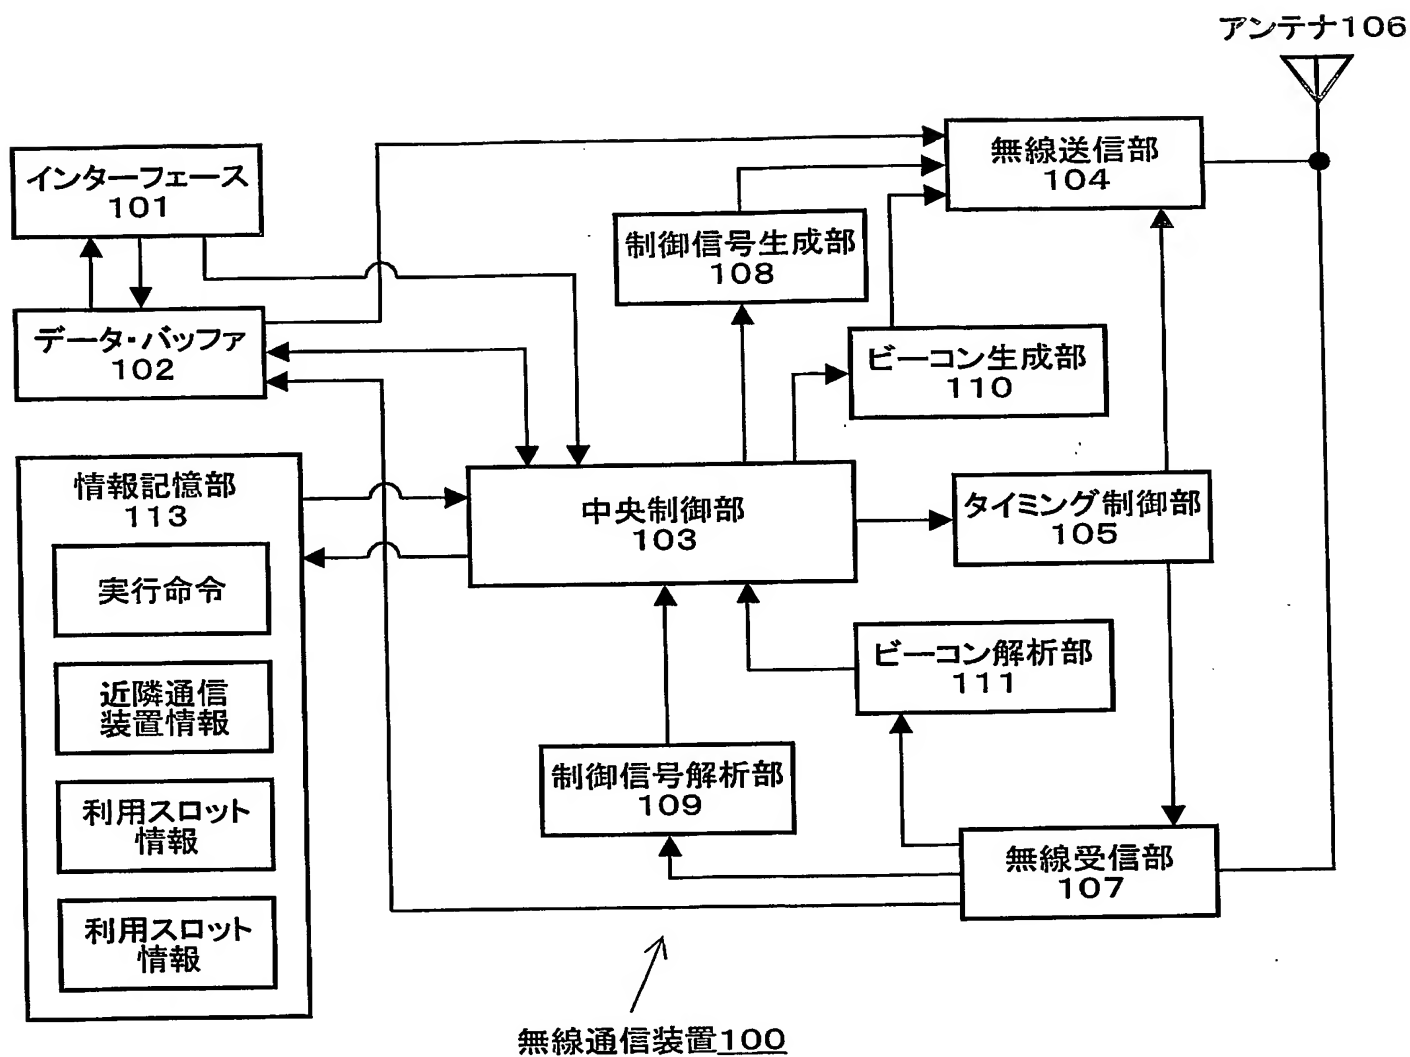 アンテナ106
無線送信部
104
インターフェース
101
制御信号生成部
108
データ・バッファ
102
ビーコン生成部
110
情報記憶部
113
中央制御部
103
タイミング制御部
105
実行命令
近隣通信
装置情報
ビーコン解析部
111
制御信号解析部
109
利用スロット
情報
無線受信部
107
利用スロット
情報
無線通信装置100